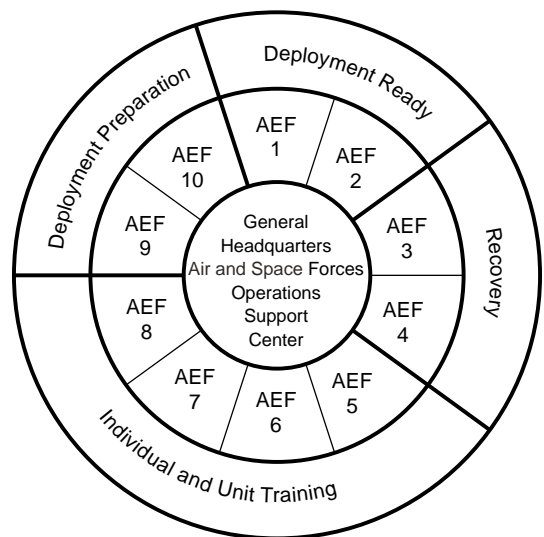 Deployment Ready
Deployment Preparation
Recovery
Individual and Unit Training
AEF
1
AEF
2
AEF
3
AEF
4
AEF
5
AEF
6
AEF
7
AEF
8
AEF
9
AEF
10
General
Headquarters
Air and Space Forces
Operations
Support
Center